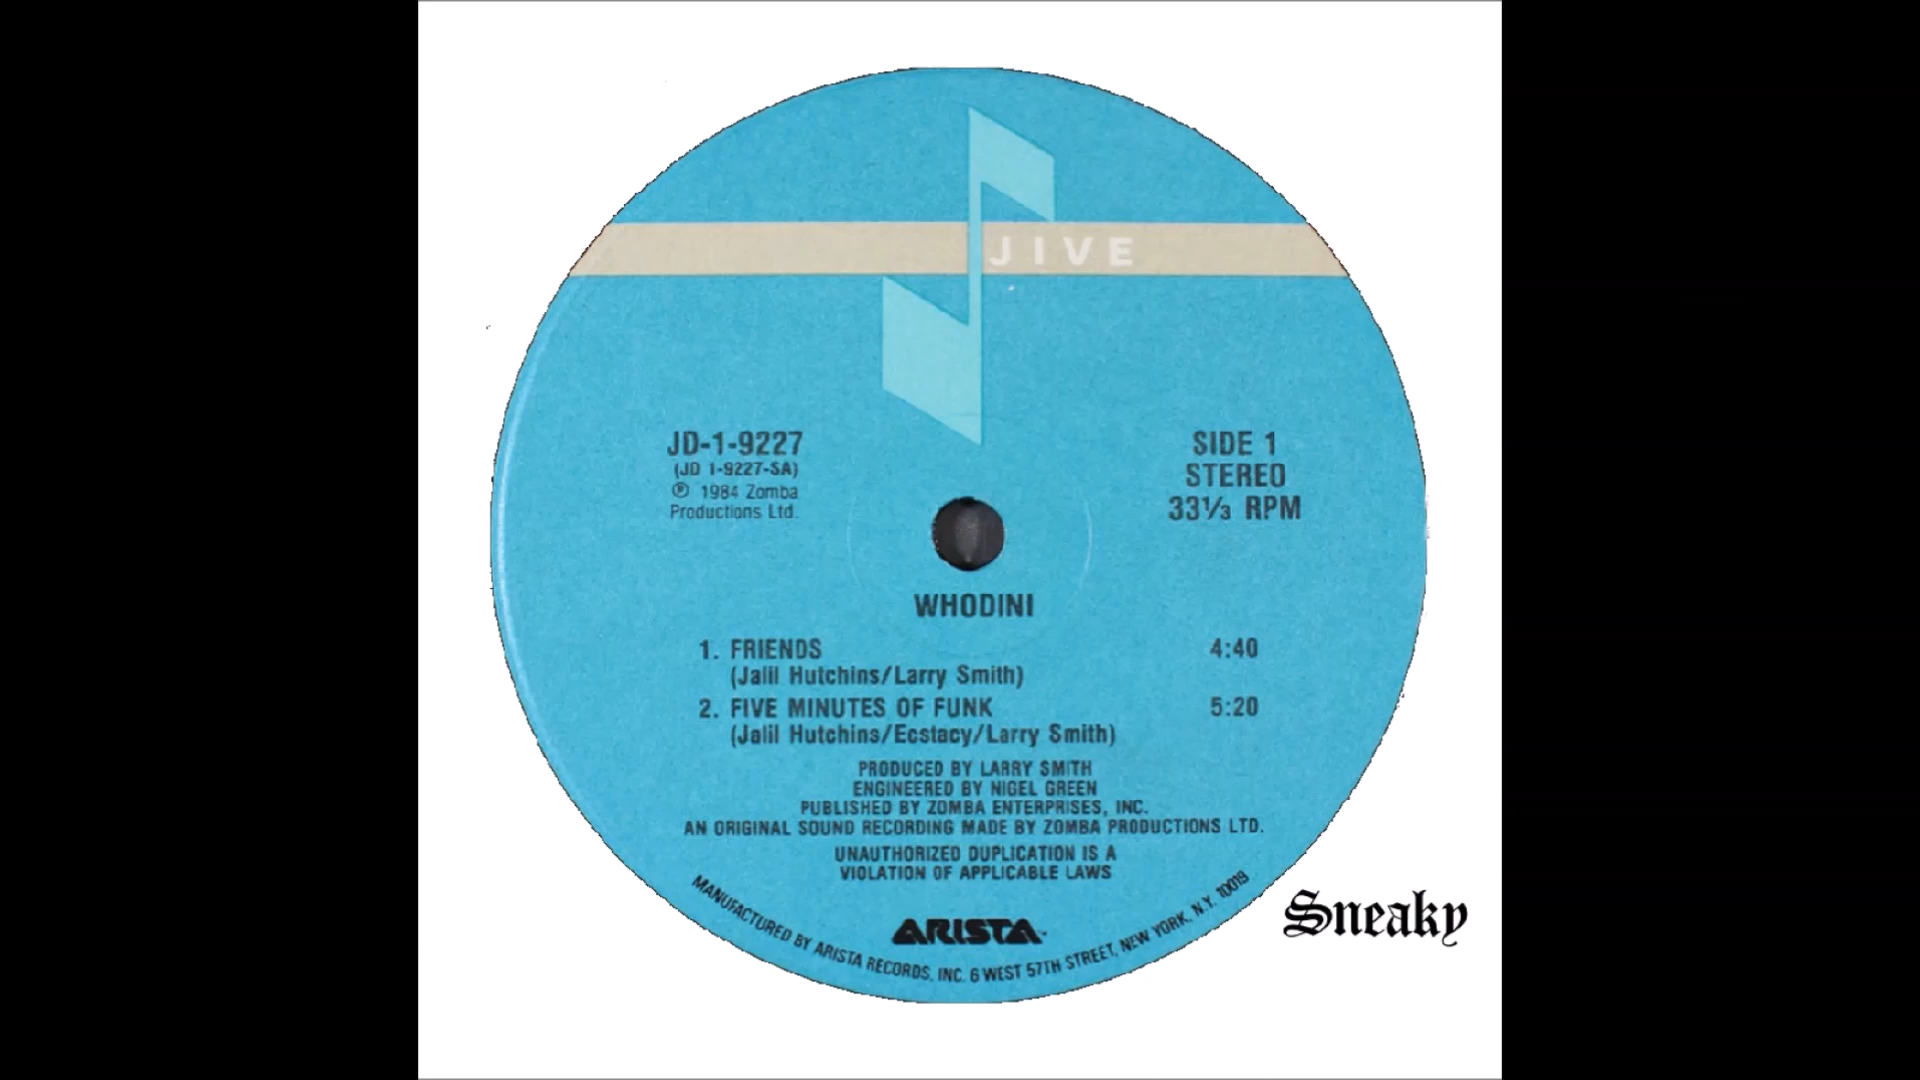 JIVE
JD-1-9227
(JD 1-9227-SA)
℗ 1984 Zomba
Productions Ltd.
SIDE 1
STEREO
33⅓ RPM
WHODINI
1. FRIENDS 4:40
(Jalil Hutchins/Larry Smith)
2. FIVE MINUTES OF FUNK 5:20
(Jalil Hutchins/Ecstacy/Larry Smith)
PRODUCED BY LARRY SMITH
ENGINEERED BY NIGEL GREEN
PUBLISHED BY ZOMBA ENTERPRISES, INC.
AN ORIGINAL SOUND RECORDING MADE BY ZOMBA PRODUCTIONS LTD.
UNAUTHORIZED DUPLICATION IS A
VIOLATION OF APPLICABLE LAWS
ARISTA™
MANUFACTURED BY ARISTA RECORDS, INC. 6 WEST 57TH STREET, NEW YORK, N.Y. 10019
Sneaky